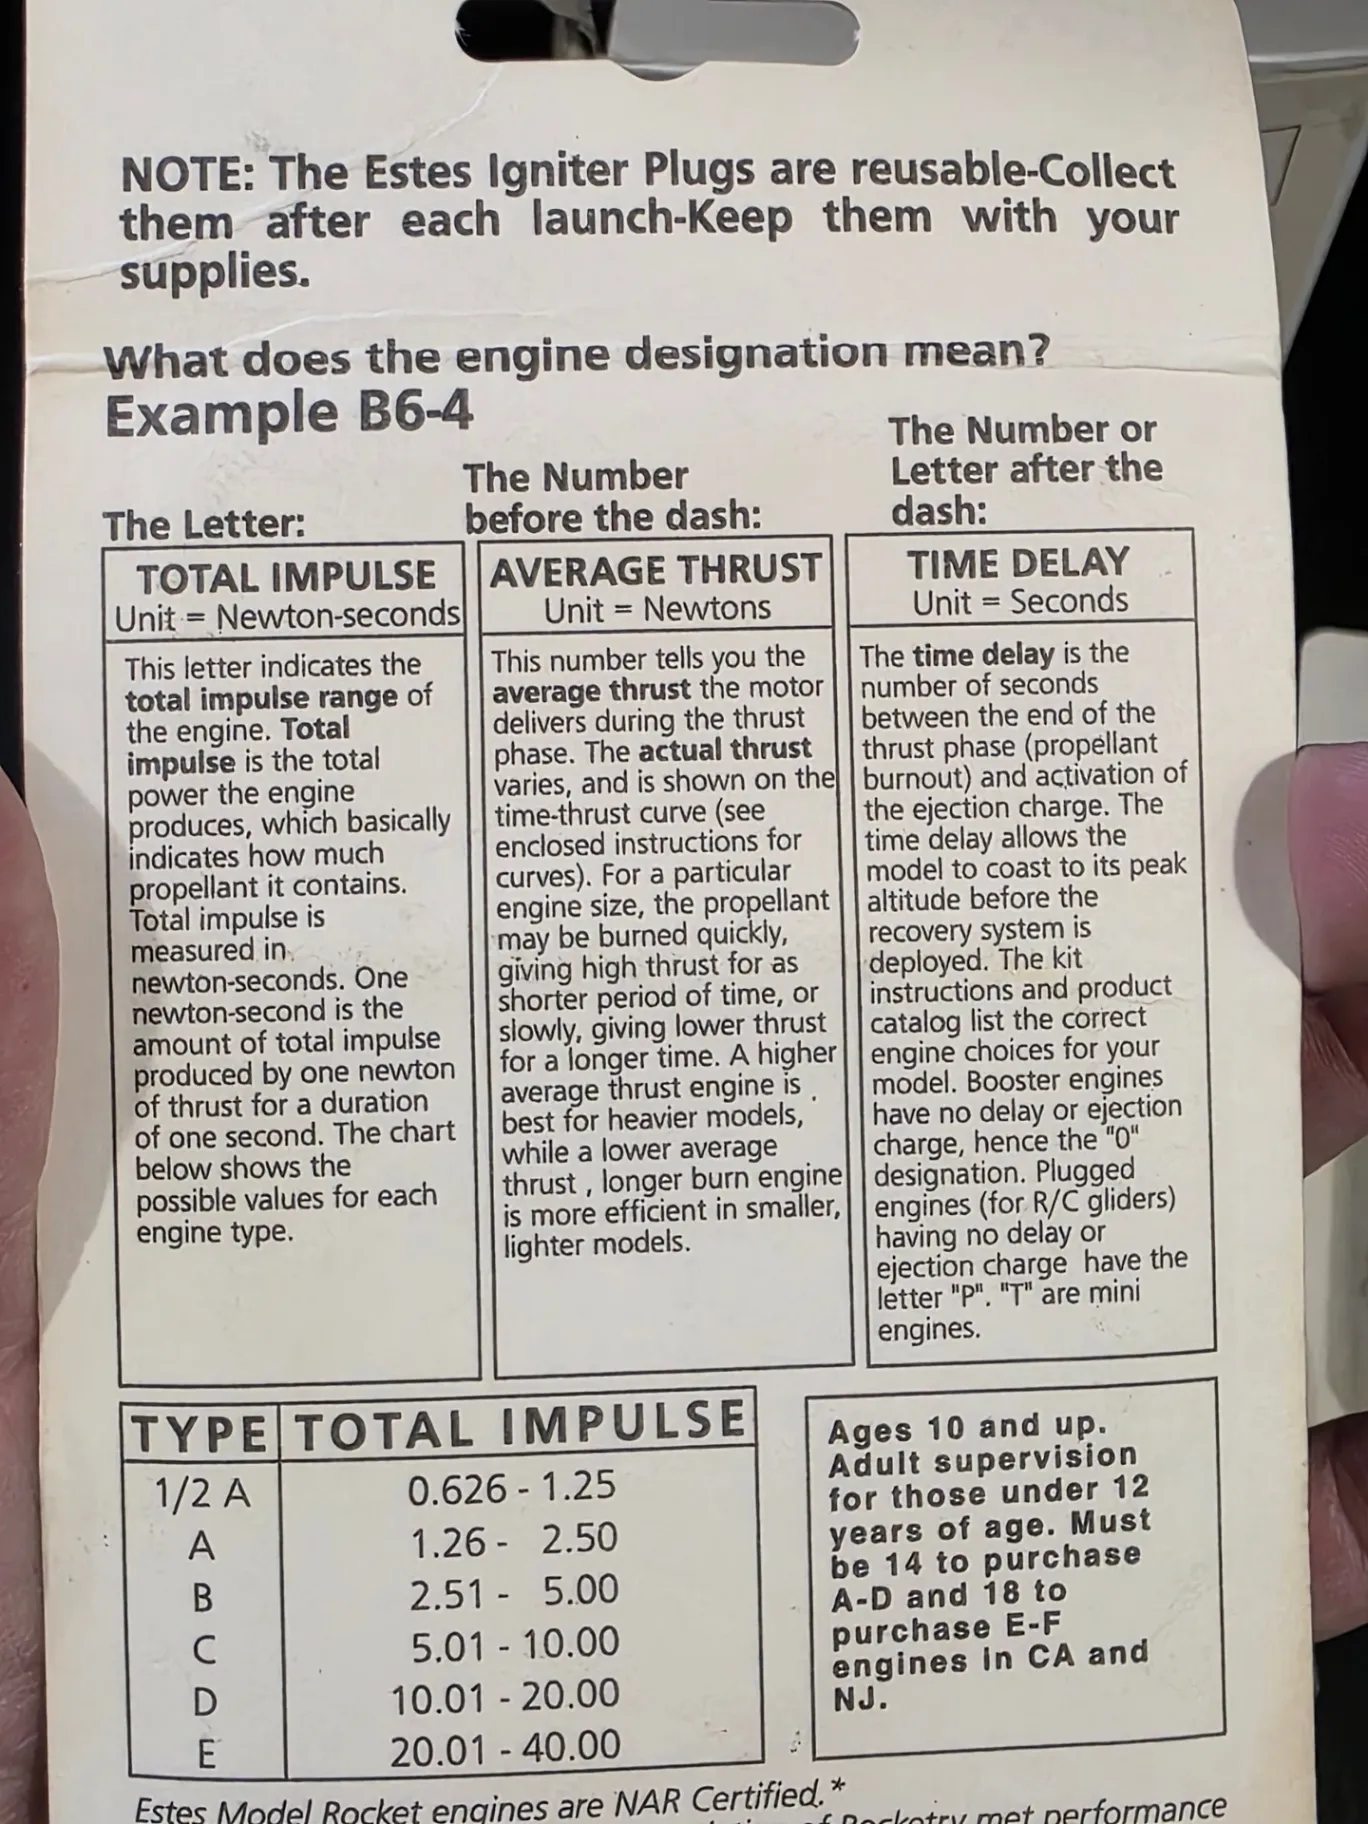 NOTE: The Estes Igniter Plugs are reusable-Collect
them after each launch-Keep them with your
supplies.
What does the engine designation mean?
Example B6-4
The Letter:
TOTAL IMPULSE
Unit = Newton-seconds
This letter indicates the
total impulse range of
the engine. Total
impulse is the total
power the engine
produces, which basically
indicates how much
propellant it contains.
Total impulse is
measured in
newton-seconds. One
newton-second is the
amount of total impulse
produced by one newton
of thrust for a duration
of one second. The chart
below shows the
possible values for each
engine type.
The Number
before the dash:
AVERAGE THRUST
Unit = Newtons
This number tells you the
average thrust the motor
delivers during the thrust
phase. The actual thrust
varies, and is shown on the
time-thrust curve (see
enclosed instructions for
curves). For a particular
engine size, the propellant
may be burned quickly,
giving high thrust for as
shorter period of time, or
slowly, giving lower thrust
for a longer time. A higher
average thrust engine is
best for heavier models,
while a lower average
thrust , longer burn engine
is more efficient in smaller,
lighter models.
The Number or
Letter after the
dash:
TIME DELAY
Unit = Seconds
The time delay is the
number of seconds
between the end of the
thrust phase (propellant
burnout) and activation of
the ejection charge. The
time delay allows the
model to coast to its peak
altitude before the
recovery system is
deployed. The kit
instructions and product
catalog list the correct
engine choices for your
model. Booster engines
have no delay or ejection
charge, hence the "0"
designation. Plugged
engines (for R/C gliders)
having no delay or
ejection charge have the
letter "P". "T" are mini
engines.
TYPE TOTAL IMPULSE
1/2 A 0.626 - 1.25
A 1.26 - 2.50
B 2.51 - 5.00
C 5.01 - 10.00
D 10.01 - 20.00
E 20.01 - 40.00
Ages 10 and up.
Adult supervision
for those under 12
years of age. Must
be 14 to purchase
A-D and 18 to
purchase E-F
engines in CA and
NJ.
Estes Model Rocket engines are NAR Certified.*
of Rocketry met performance